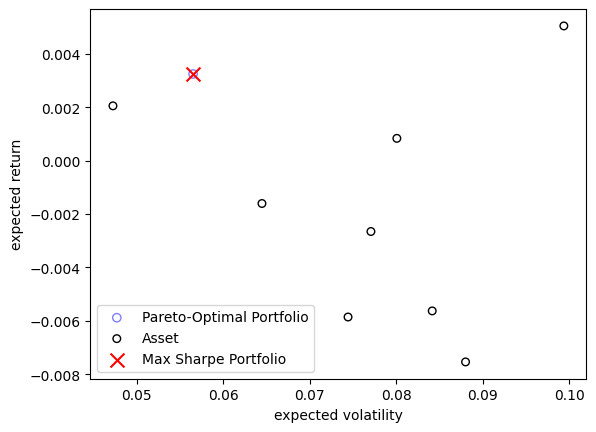 0.004
0.002
0.000
−0.002
−0.004
−0.006
−0.008
expected return
Pareto-Optimal Portfolio
Asset
Max Sharpe Portfolio
0.05 0.06 0.07 0.08 0.09 0.10
expected volatility